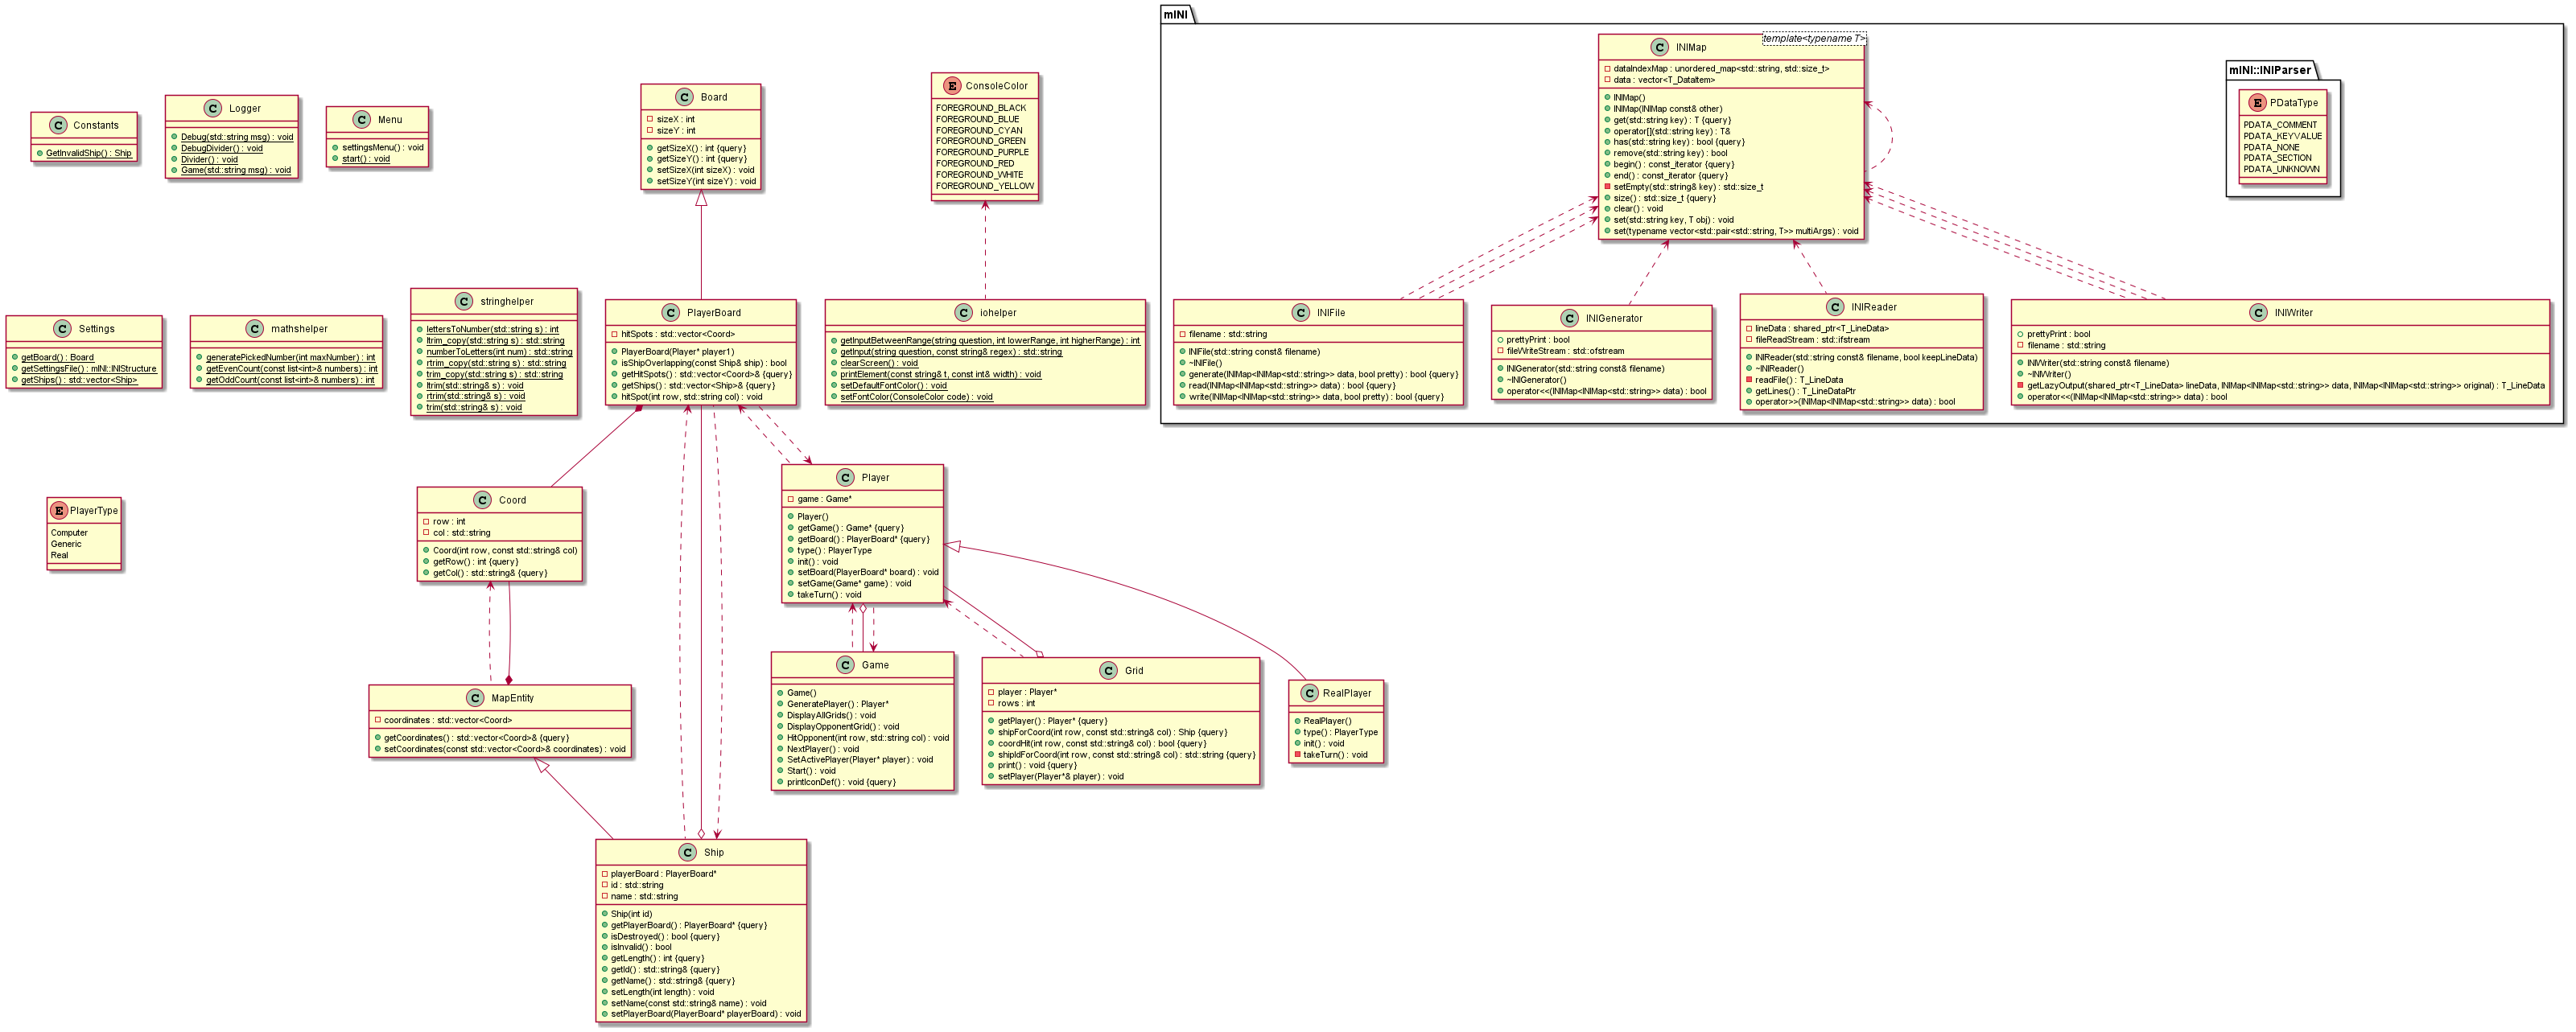 mINI
C INIMap
template<typename T>
dataIndexMap : unordered_map<std::string, std::size_t>
data : vector<T_DataItem>
INIMap()
INIMap(INIMap const& other)
get(std::string key) : T {query}
operator[](std::string key) : T&
has(std::string key) : bool {query}
remove(std::string key) : bool
begin() : const_iterator {query}
end() : const_iterator {query}
setEmpty(std::string& key) : std::size_t
size() : std::size_t {query}
clear() : void
set(std::string key, T obj) : void
set(typename vector<std::pair<std::string, T>> multiArgs) : void
mINI::INIParser
E PDataType
PDATA_COMMENT
PDATA_KEYVALUE
PDATA_NONE
PDATA_SECTION
PDATA_UNKNOWN
C Constants
GetInvalidShip() : Ship
C Logger
Debug(std::string msg) : void
DebugDivider() : void
Divider() : void
Game(std::string msg) : void
C Menu
settingsMenu() : void
start() : void
C Board
sizeX : int
sizeY : int
getSizeX() : int {query}
getSizeY() : int {query}
setSizeX(int sizeX) : void
setSizeY(int sizeY) : void
E ConsoleColor
FOREGROUND_BLACK
FOREGROUND_BLUE
FOREGROUND_CYAN
FOREGROUND_GREEN
FOREGROUND_PURPLE
FOREGROUND_RED
FOREGROUND_WHITE
FOREGROUND_YELLOW
C Settings
getBoard() : Board
getSettingsFile() : mINI::INIStructure
getShips() : std::vector<Ship>
C mathshelper
generatePickedNumber(int maxNumber) : int
getEvenCount(const list<int>& numbers) : int
getOddCount(const list<int>& numbers) : int
C stringhelper
lettersToNumber(std::string s) : int
ltrim_copy(std::string s) : std::string
numberToLetters(int num) : std::string
rtrim_copy(std::string s) : std::string
trim_copy(std::string s) : std::string
ltrim(std::string& s) : void
rtrim(std::string& s) : void
trim(std::string& s) : void
C PlayerBoard
hitSpots : std::vector<Coord>
PlayerBoard(Player* player1)
isShipOverlapping(const Ship& ship) : bool
getHitSpots() : std::vector<Coord>& {query}
getShips() : std::vector<Ship>& {query}
hitSpot(int row, std::string col) : void
C iohelper
getInputBetweenRange(string question, int lowerRange, int higherRange) : int
getInput(string question, const string& regex) : std::string
clearScreen() : void
printElement(const string& t, const int& width) : void
setDefaultFontColor() : void
setFontColor(ConsoleColor code) : void
C INIFile
filename : std::string
INIFile(std::string const& filename)
~INIFile()
generate(INIMap<INIMap<std::string>> data, bool pretty) : bool {query}
read(INIMap<INIMap<std::string>> data) : bool {query}
write(INIMap<INIMap<std::string>> data, bool pretty) : bool {query}
C INIGenerator
prettyPrint : bool
fileWriteStream : std::ofstream
INIGenerator(std::string const& filename)
~INIGenerator()
operator<<(INIMap<INIMap<std::string>> data) : bool
C INIReader
lineData : shared_ptr<T_LineData>
fileReadStream : std::ifstream
INIReader(std::string const& filename, bool keepLineData)
~INIReader()
readFile() : T_LineData
getLines() : T_LineDataPtr
operator>>(INIMap<INIMap<std::string>> data) : bool
C INIWriter
prettyPrint : bool
filename : std::string
INIWriter(std::string const& filename)
~INIWriter()
getLazyOutput(shared_ptr<T_LineData> lineData, INIMap<INIMap<std::string>> data, INIMap<INIMap<std::string>> original) : T_LineData
operator<<(INIMap<INIMap<std::string>> data) : bool
E PlayerType
Computer
Generic
Real
C Coord
row : int
col : std::string
Coord(int row, const std::string& col)
getRow() : int {query}
getCol() : std::string& {query}
C Player
game : Game*
Player()
getGame() : Game* {query}
getBoard() : PlayerBoard* {query}
type() : PlayerType
init() : void
setBoard(PlayerBoard* board) : void
setGame(Game* game) : void
takeTurn() : void
C MapEntity
coordinates : std::vector<Coord>
getCoordinates() : std::vector<Coord>& {query}
setCoordinates(const std::vector<Coord>& coordinates) : void
C Game
Game()
GeneratePlayer() : Player*
DisplayAllGrids() : void
DisplayOpponentGrid() : void
HitOpponent(int row, std::string col) : void
NextPlayer() : void
SetActivePlayer(Player* player) : void
Start() : void
printIconDef() : void {query}
C Grid
player : Player*
rows : int
getPlayer() : Player* {query}
shipForCoord(int row, const std::string& col) : Ship {query}
coordHit(int row, const std::string& col) : bool {query}
shipIdForCoord(int row, const std::string& col) : std::string {query}
print() : void {query}
setPlayer(Player*& player) : void
C RealPlayer
RealPlayer()
type() : PlayerType
init() : void
takeTurn() : void
C Ship
playerBoard : PlayerBoard*
id : std::string
name : std::string
Ship(int id)
getPlayerBoard() : PlayerBoard* {query}
isDestroyed() : bool {query}
isInvalid() : bool
getLength() : int {query}
getId() : std::string& {query}
getName() : std::string& {query}
setLength(int length) : void
setName(const std::string& name) : void
setPlayerBoard(PlayerBoard* playerBoard) : void